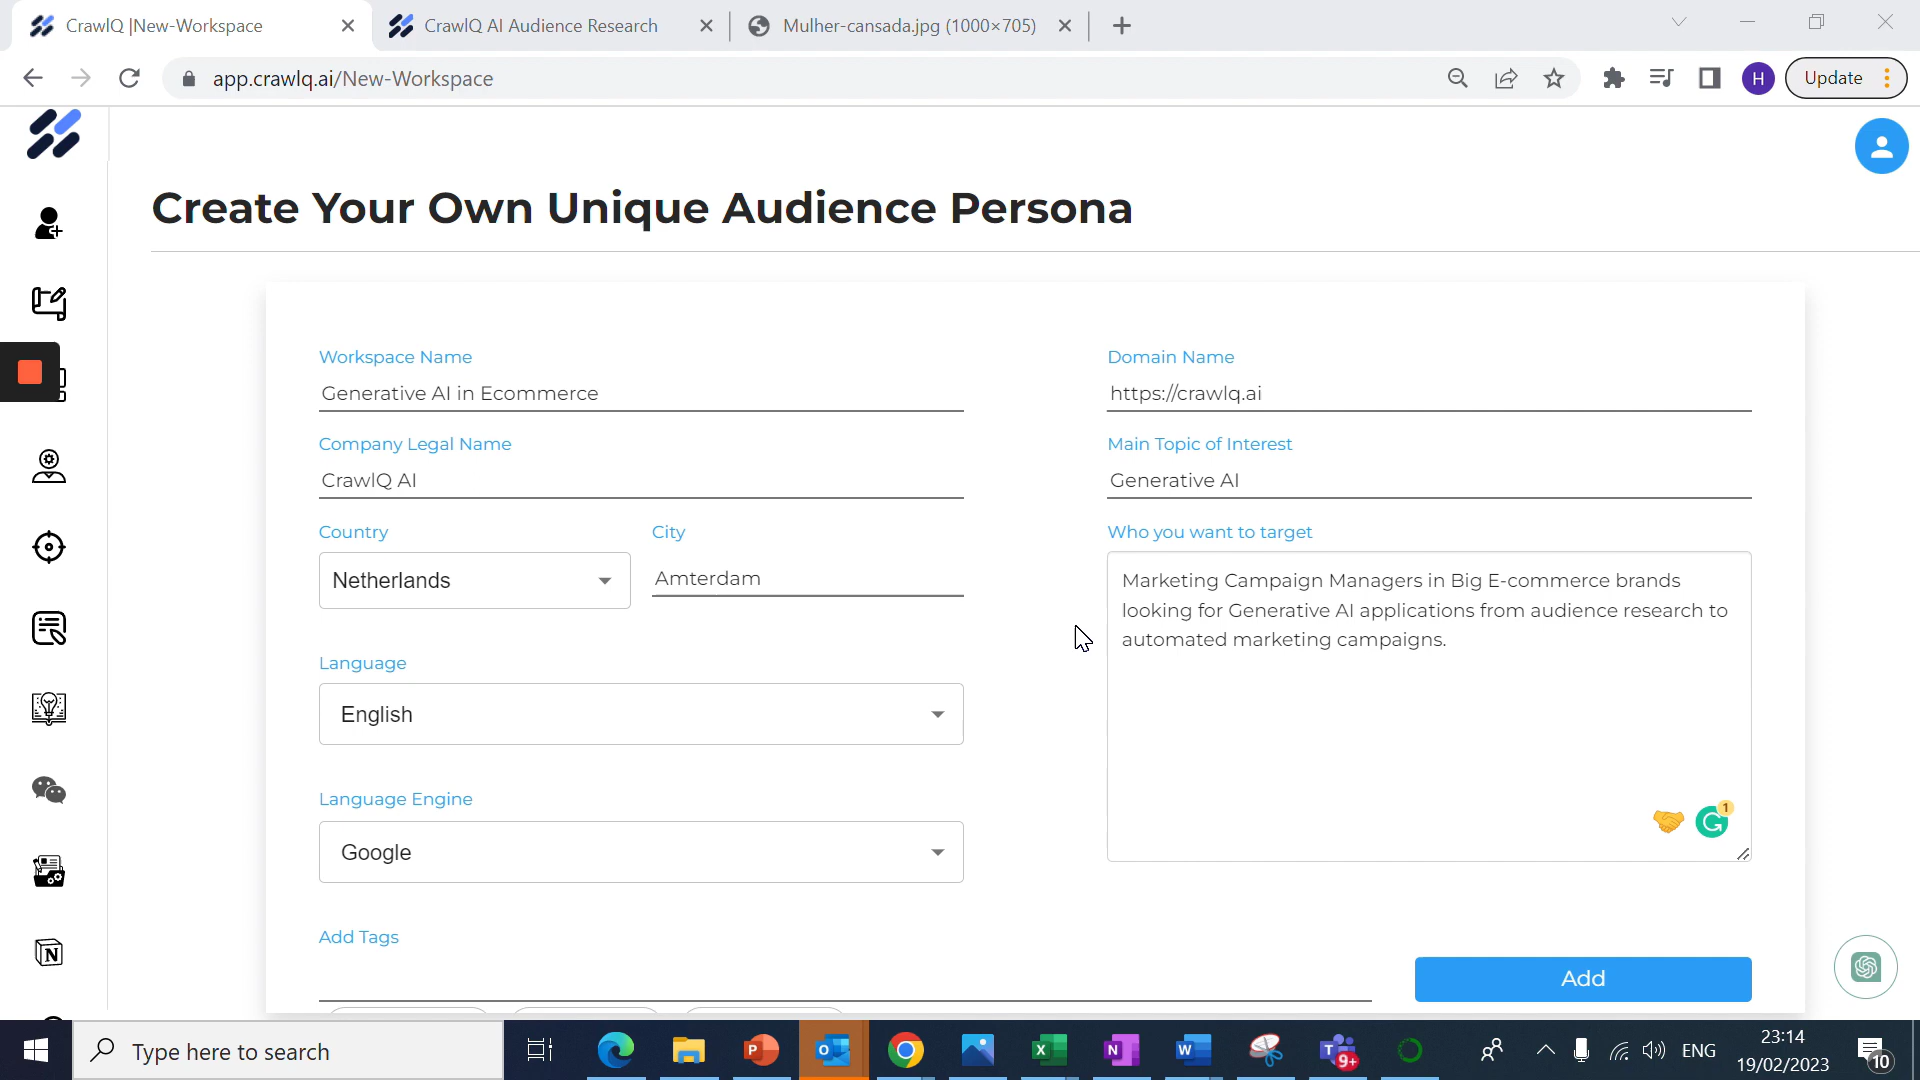 CrawlQ |New-Workspace
CrawlQ AI Audience Research
Mulher-cansada.jpg (1000×705)
app.crawlq.ai/New-Workspace
H
Update
Create Your Own Unique Audience Persona
Workspace Name
Generative AI in Ecommerce
Domain Name
https://crawlq.ai
Company Legal Name
CrawlQ AI
Main Topic of Interest
Generative AI
Country
City
Netherlands
Amterdam
Who you want to target
Marketing Campaign Managers in Big E-commerce brands
looking for Generative AI applications from audience research to
automated marketing campaigns.
1
Language
English
Language Engine
Google
Add Tags
Add
N
Type here to search
P
O
X
N
W
T
9+
ENG
23:14
19/02/2023
10